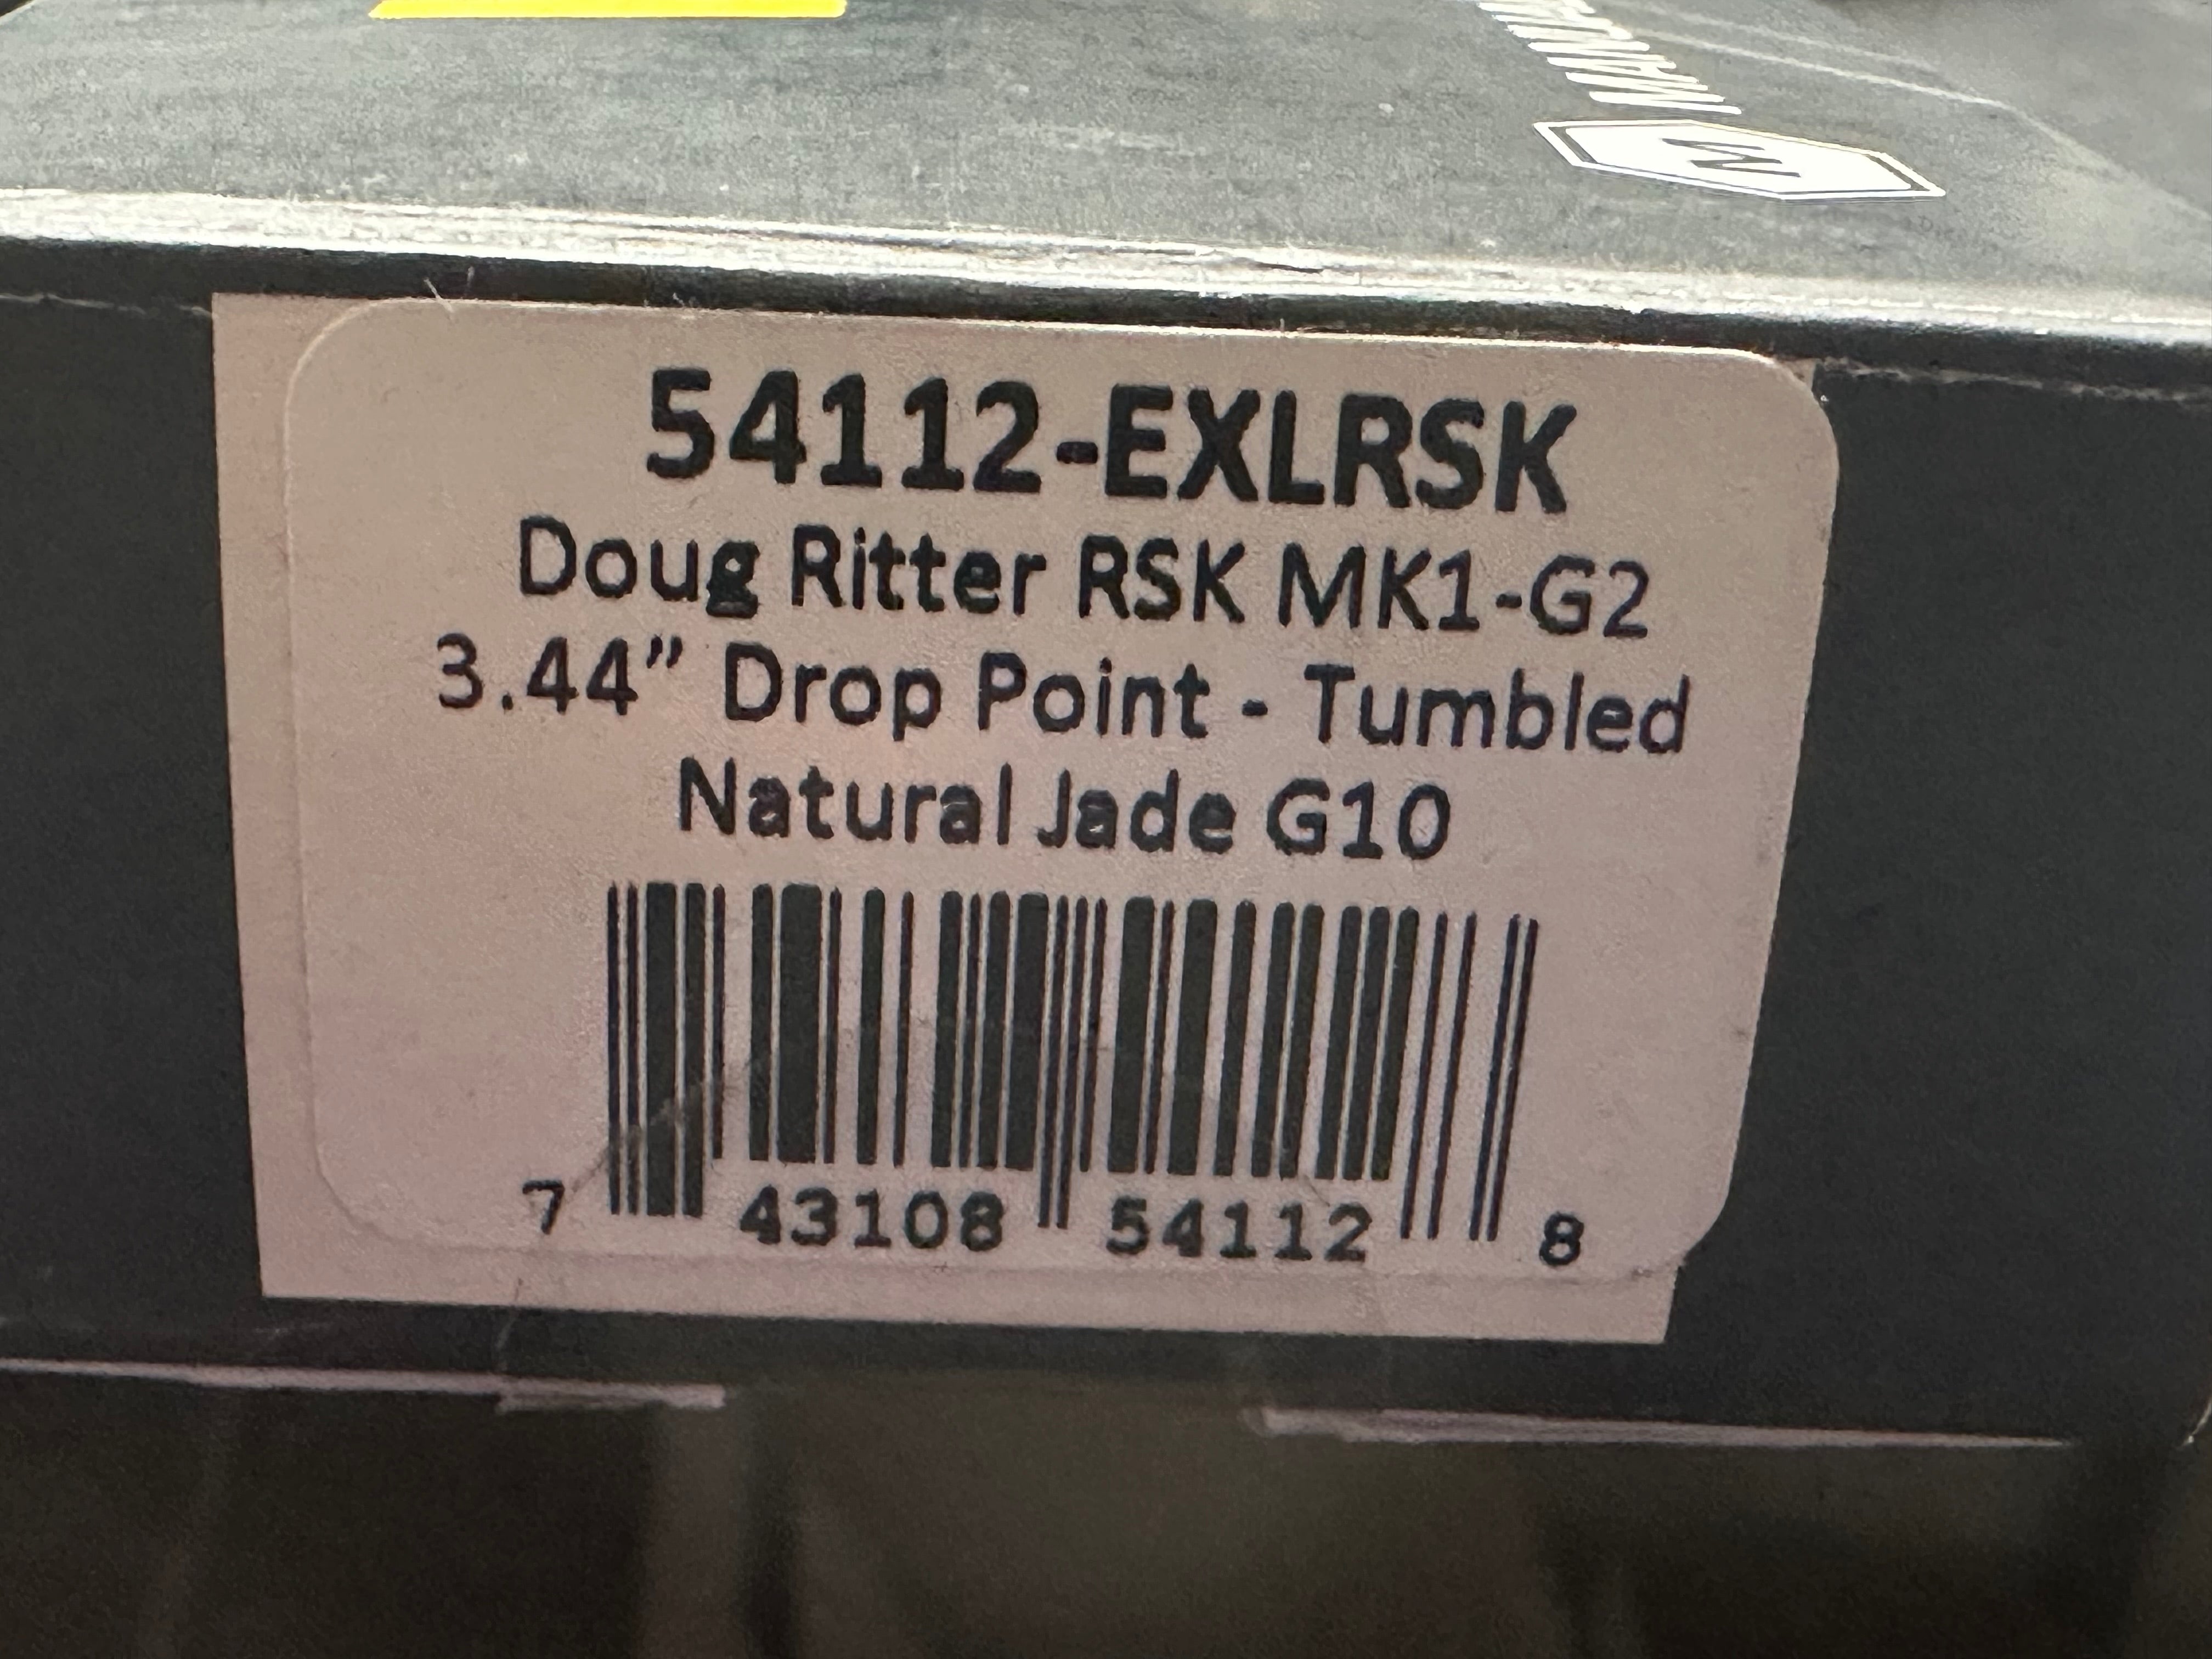 54112-EXLRSK
Doug Ritter RSK MK1-G2
3.44” Drop Point - Tumbled
Natural Jade G10
7 43108 54112 8